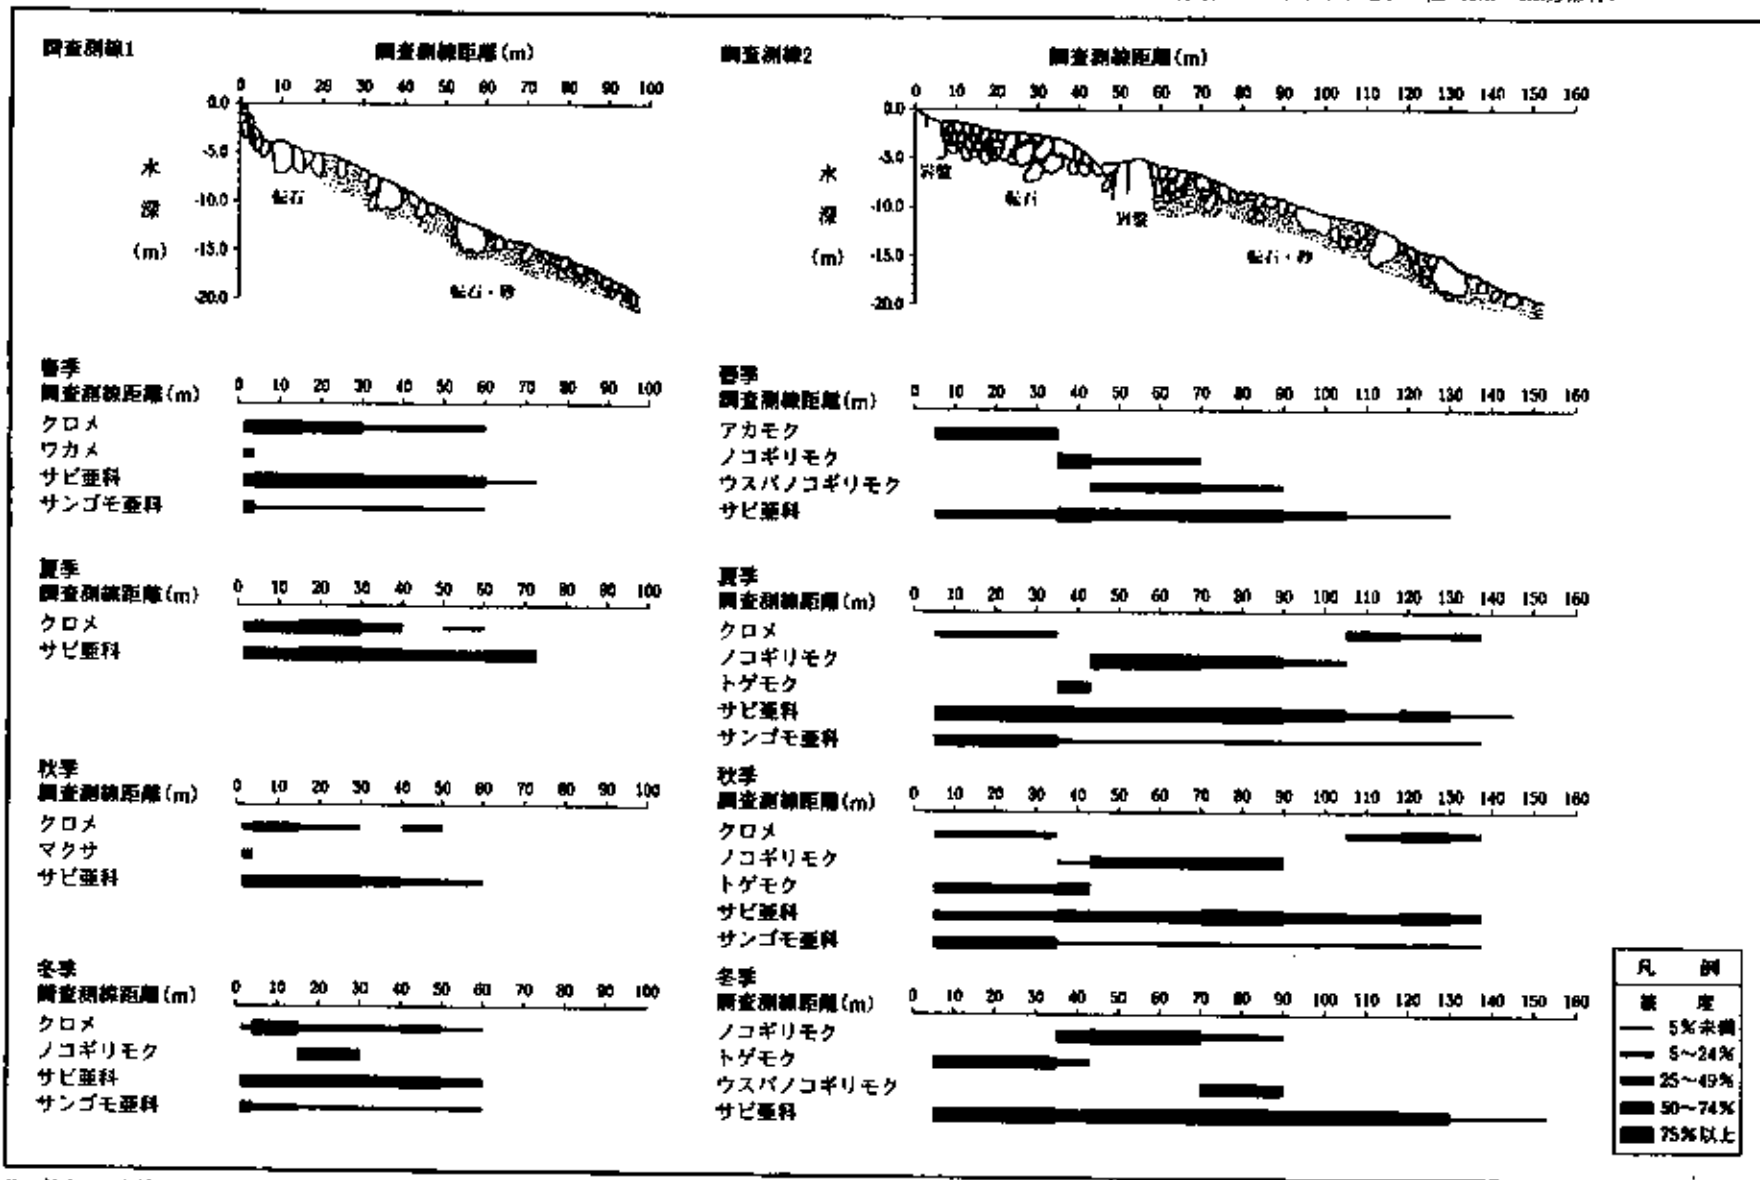 調査測線1
調査測線距離(m)
0 10 20 30 40 50 60 70 80 90 100
0.0
-5.0
-10.0
-15.0
-20.0
水
深
(m)
転石
転石・砂
春季
調査測線距離(m)
0 10 20 30 40 50 60 70 80 90 100
クロメ
ワカメ
サビ亜科
サンゴモ亜科
夏季
調査測線距離(m)
0 10 20 30 40 50 60 70 80 90 100
クロメ
サビ亜科
秋季
調査測線距離(m)
0 10 20 30 40 50 60 70 80 90 100
クロメ
マクサ
サビ亜科
冬季
調査測線距離(m)
0 10 20 30 40 50 60 70 80 90 100
クロメ
ノコギリモク
サビ亜科
サンゴモ亜科
調査測線2
調査測線距離(m)
0 10 20 30 40 50 60 70 80 90 100 110 120 130 140 150 160
0.0
-5.0
-10.0
-15.0
-20.0
水
深
(m)
岩盤
転石
岩盤
転石・砂
春季
調査測線距離(m)
0 10 20 30 40 50 60 70 80 90 100 110 120 130 140 150 160
アカモク
ノコギリモク
ウスバノコギリモク
サビ亜科
夏季
調査測線距離(m)
0 10 20 30 40 50 60 70 80 90 100 110 120 130 140 150 160
クロメ
ノコギリモク
トゲモク
サビ亜科
サンゴモ亜科
秋季
調査測線距離(m)
0 10 20 30 40 50 60 70 80 90 100 110 120 130 140 150 160
クロメ
ノコギリモク
トゲモク
サビ亜科
サンゴモ亜科
冬季
調査測線距離(m)
0 10 20 30 40 50 60 70 80 90 100 110 120 130 140 150 160
ノコギリモク
トゲモク
ウスバノコギリモク
サビ亜科
凡 例
被 度
5%未満
5～24%
25～49%
50～74%
75%以上